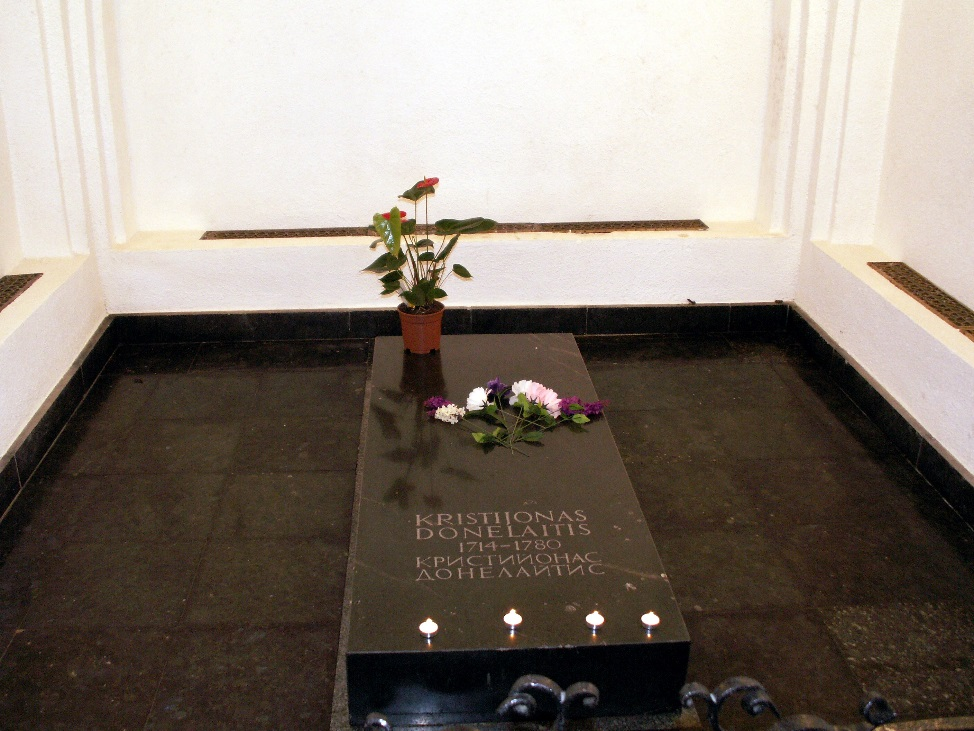 KRISTIJONAS
DONELAITIS
1714–1780
КРИСТИЙОНАС
ДОНЕЛАЙТИС